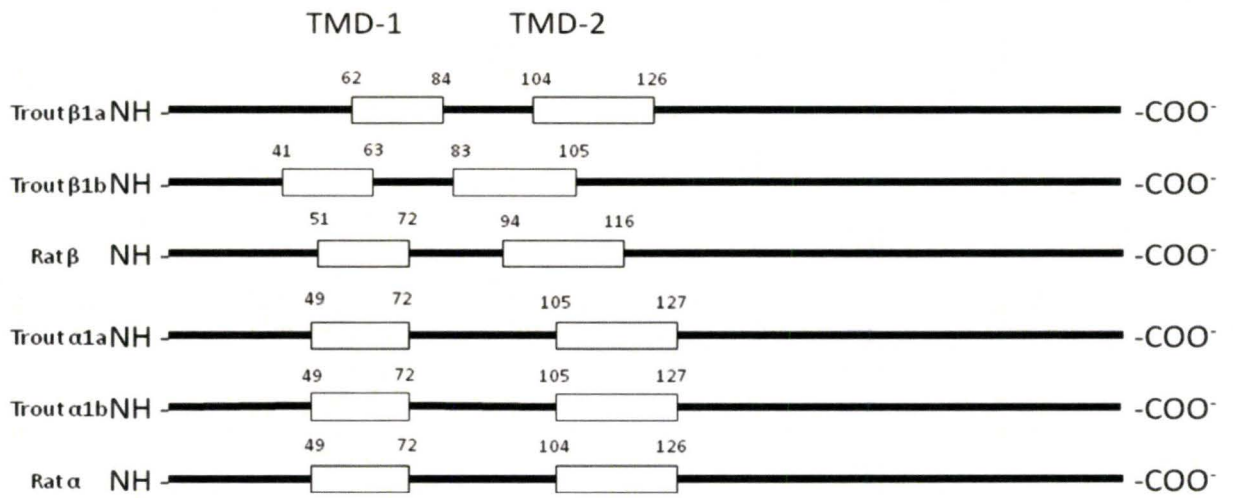 TMD-1 TMD-2
62 84 104 126
Trout β1a NH - -COO⁻
41 63 83 105
Trout β1b NH - -COO⁻
51 72 94 116
Rat β NH - -COO⁻
49 72 105 127
Trout α1a NH - -COO⁻
49 72 105 127
Trout α1b NH - -COO⁻
49 72 104 126
Rat α NH - -COO⁻